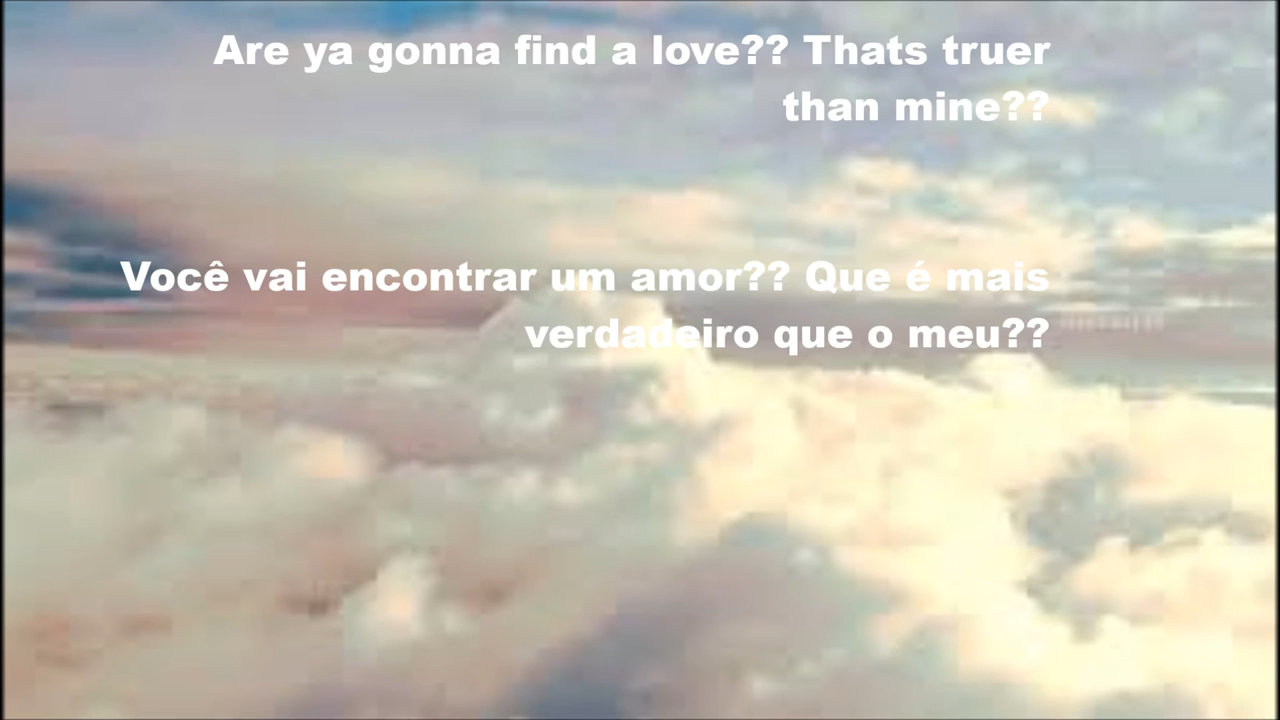 Are ya gonna find a love?? Thats truer
than mine??
Você vai encontrar um amor?? Que é mais
verdadeiro que o meu??